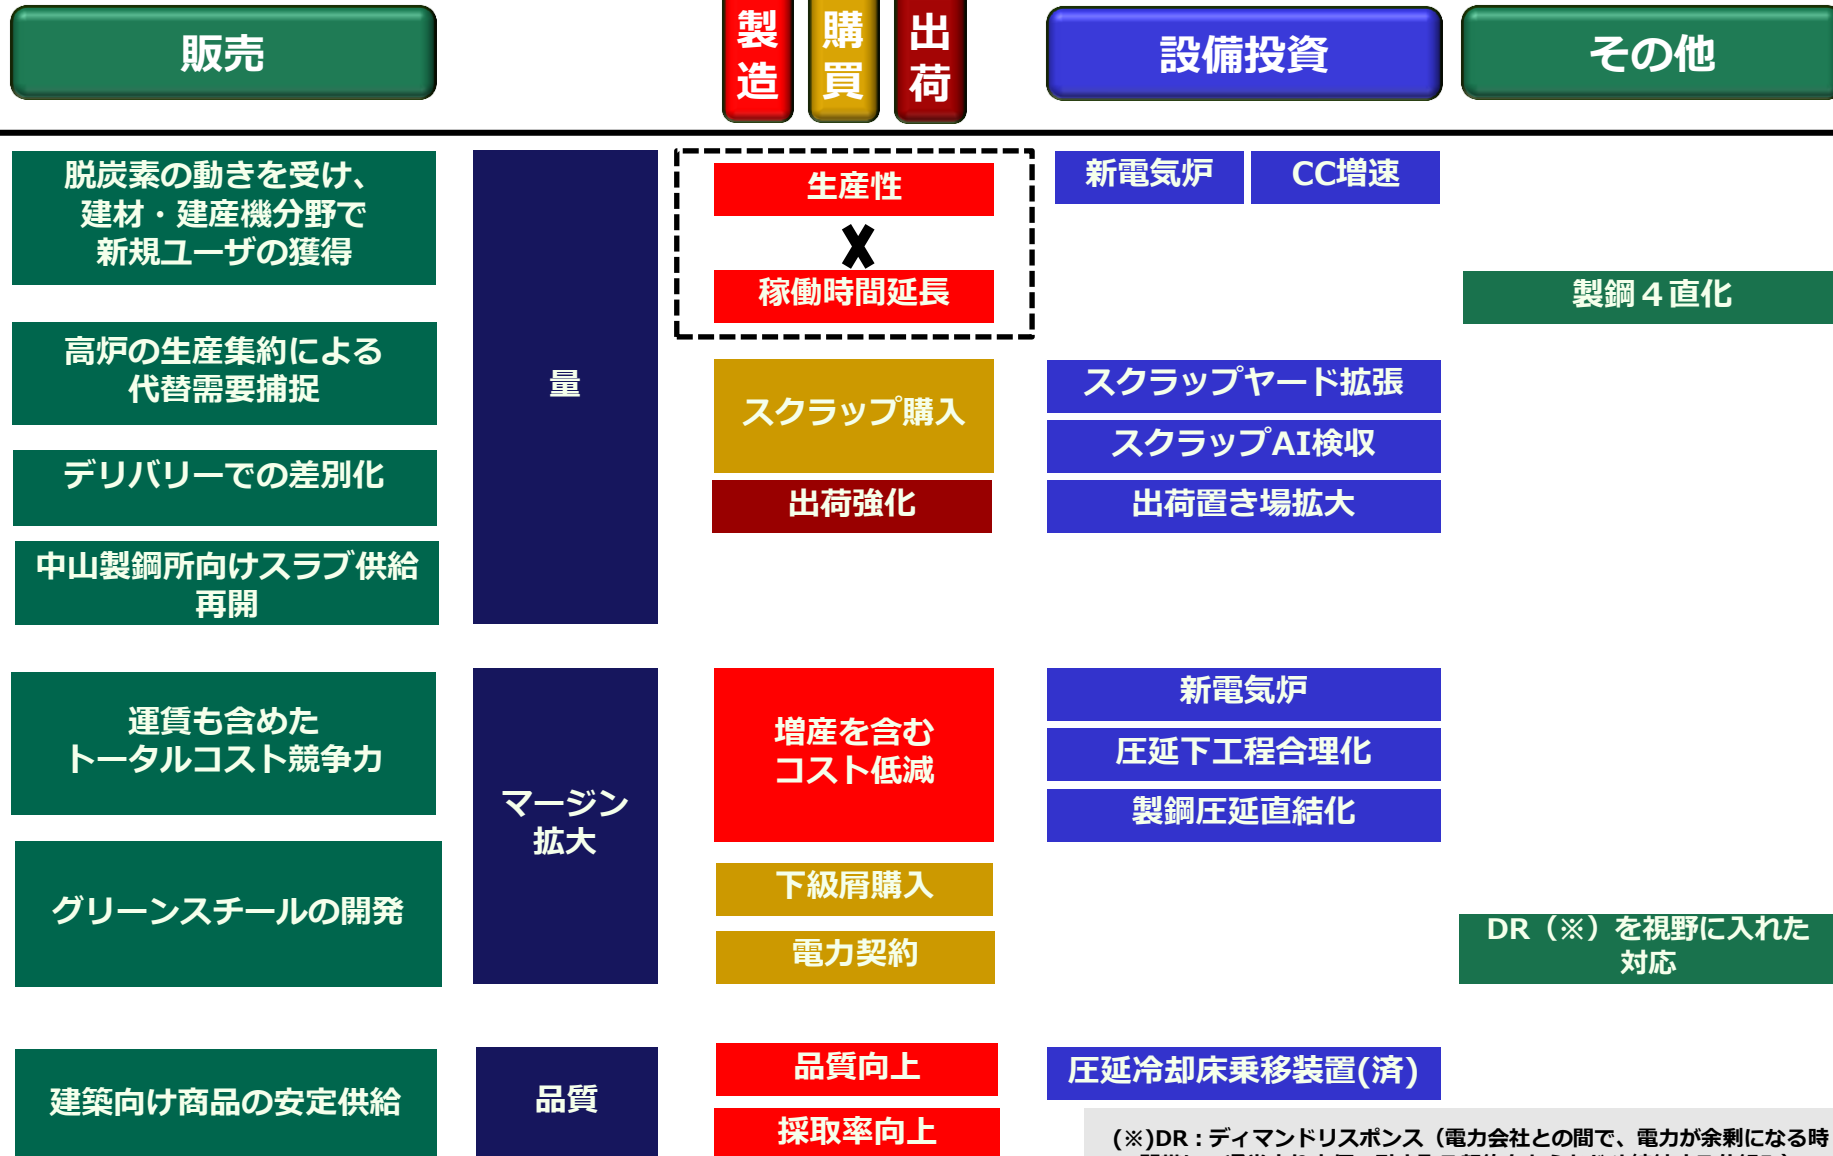 販売
製造
購買
出荷
設備投資
その他
脱炭素の動きを受け、
建材・建産機分野で
新規ユーザの獲得
高炉の生産集約による
代替需要捕捉
デリバリーでの差別化
中山製鋼所向けスラブ供給
再開
量
生産性
X
稼働時間延長
スクラップ購入
出荷強化
新電気炉
CC増速
スクラップヤード拡張
スクラップAI検収
出荷置き場拡大
製鋼４直化
運賃も含めた
トータルコスト競争力
グリーンスチールの開発
マージン
拡大
増産を含む
コスト低減
下級屑購入
電力契約
新電気炉
圧延下工程合理化
製鋼圧延直結化
DR（※）を視野に入れた
対応
建築向け商品の安定供給
品質
品質向上
採取率向上
圧延冷却床乗移装置(済)
(※)DR：ディマンドリスポンス（電力会社との間で、電力が余剰になる時